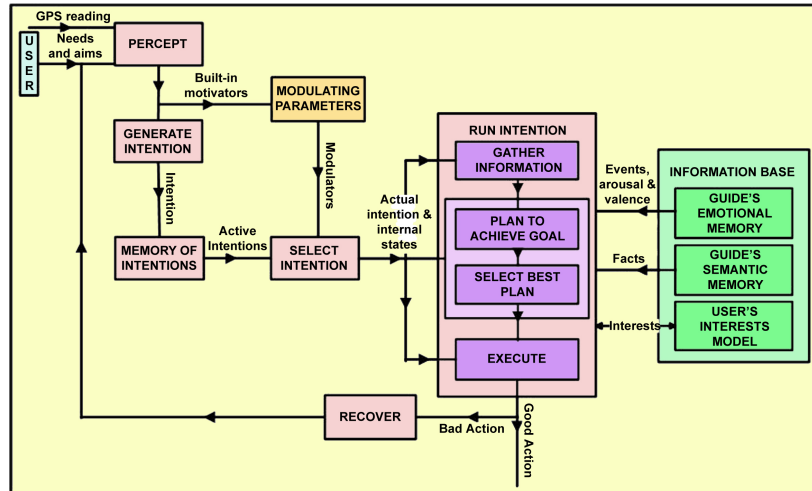 GPS reading
USER
Needs
and aims
PERCEPT
Built-in
motivators
MODULATING
PARAMETERS
GENERATE
INTENTION
Intention
Modulators
MEMORY OF
INTENTIONS
Active
Intentions
SELECT
INTENTION
Actual
intention &
internal
states
RUN INTENTION
GATHER
INFORMATION
PLAN TO
ACHIEVE GOAL
SELECT BEST
PLAN
EXECUTE
Events,
arousal &
valence
Facts
Interests
INFORMATION BASE
GUIDE'S
EMOTIONAL
MEMORY
GUIDE'S
SEMANTIC
MEMORY
USER'S
INTERESTS
MODEL
RECOVER
Bad Action
Good Action